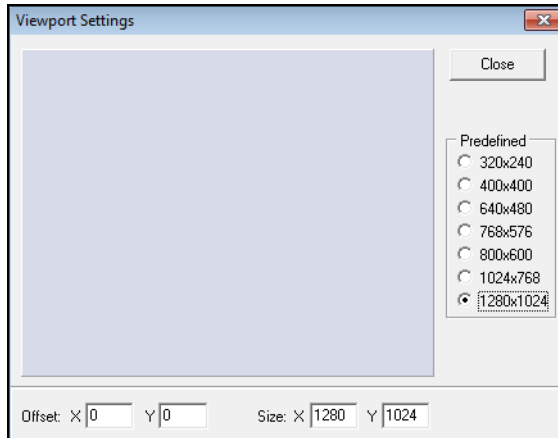 Viewport Settings
Close
Predefined
320x240
400x400
640x480
768x576
800x600
1024x768
1280x1024
Offset: X 0 Y 0 Size: X 1280 Y 1024